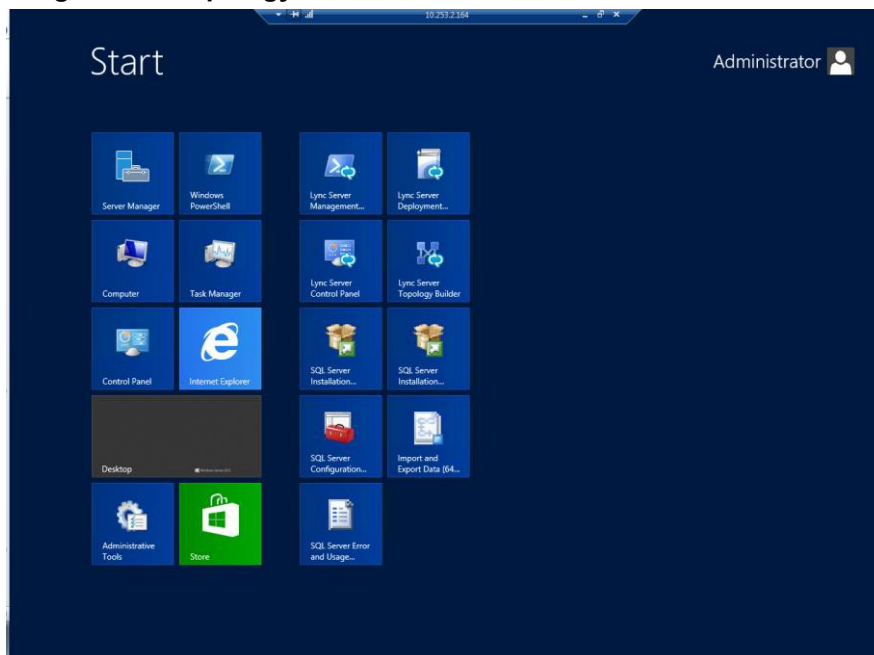 10.253.2.164
Start
Administrator
Server Manager
Windows
PowerShell
Lync Server
Management...
Lync Server
Deployment...
Computer
Task Manager
Lync Server
Control Panel
Lync Server
Topology Builder
Control Panel
Internet Explorer
SQL Server
Installation...
SQL Server
Installation...
Desktop
SQL Server
Configuration...
Import and
Export Data (64...
Administrative
Tools
Store
SQL Server Error
and Usage...